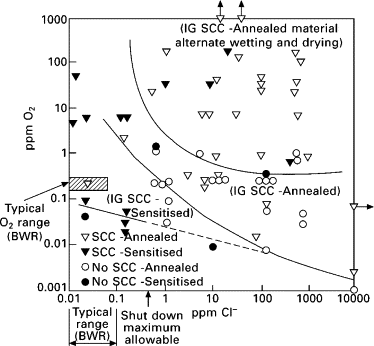 (IG SCC -Annealed material
alternate wetting and drying)
1000
100
10
1
0.1
0.01
0.001
ppm O₂
Typical
O₂ range
(BWR)
(IG SCC -
Sensitised)
(IG SCC -Annealed)
SCC -Annealed
SCC -Sensitised
No SCC -Annealed
No SCC -Sensitised
0.01
0.1
1
10
100
1000
10000
ppm Cl⁻
Typical
range
(BWR)
Shut down
maximum
allowable